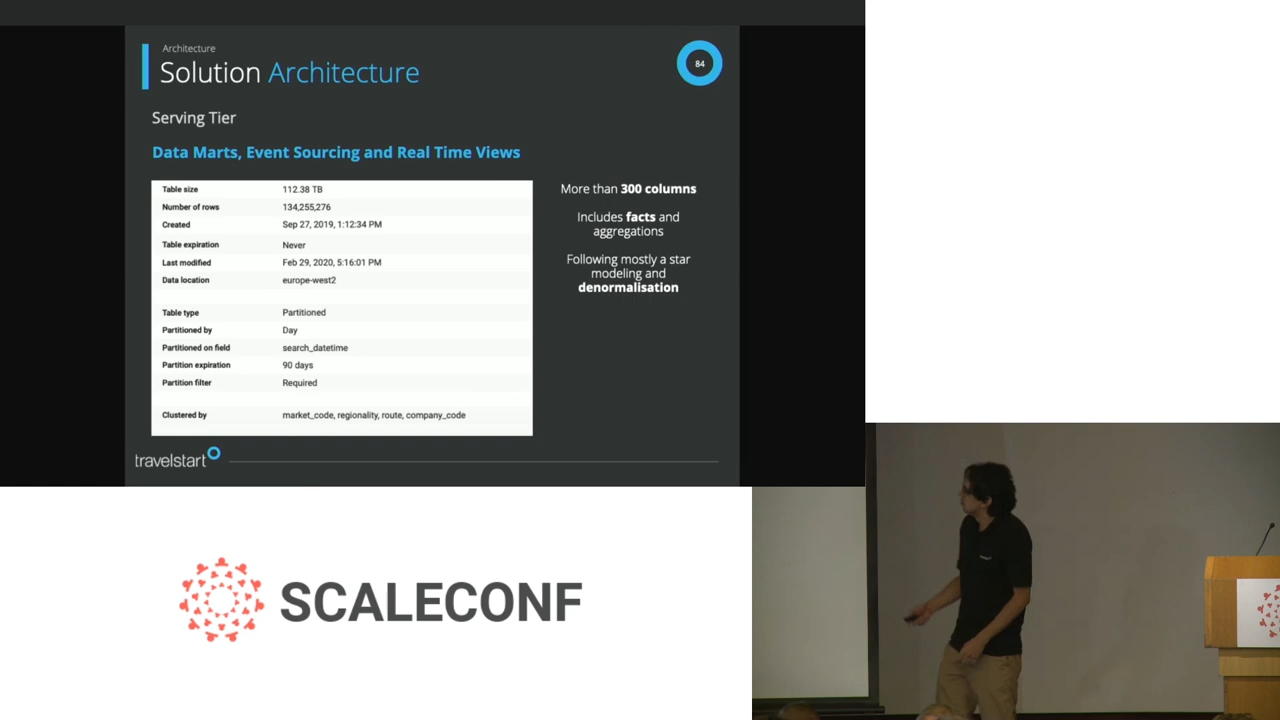 Architecture
Solution Architecture
84
Serving Tier
Data Marts, Event Sourcing and Real Time Views
Table size 112.38 TB
Number of rows 134,255,276
Created Sep 27, 2019, 1:12:34 PM
Table expiration Never
Last modified Feb 29, 2020, 5:16:01 PM
Data location europe-west2
Table type Partitioned
Partitioned by Day
Partitioned on field search_datetime
Partition expiration 90 days
Partition filter Required
Clustered by market_code, regionality, route, company_code
More than 300 columns
Includes facts and
aggregations
Following mostly a star
modeling and
denormalisation
travelstart
SCALECONF